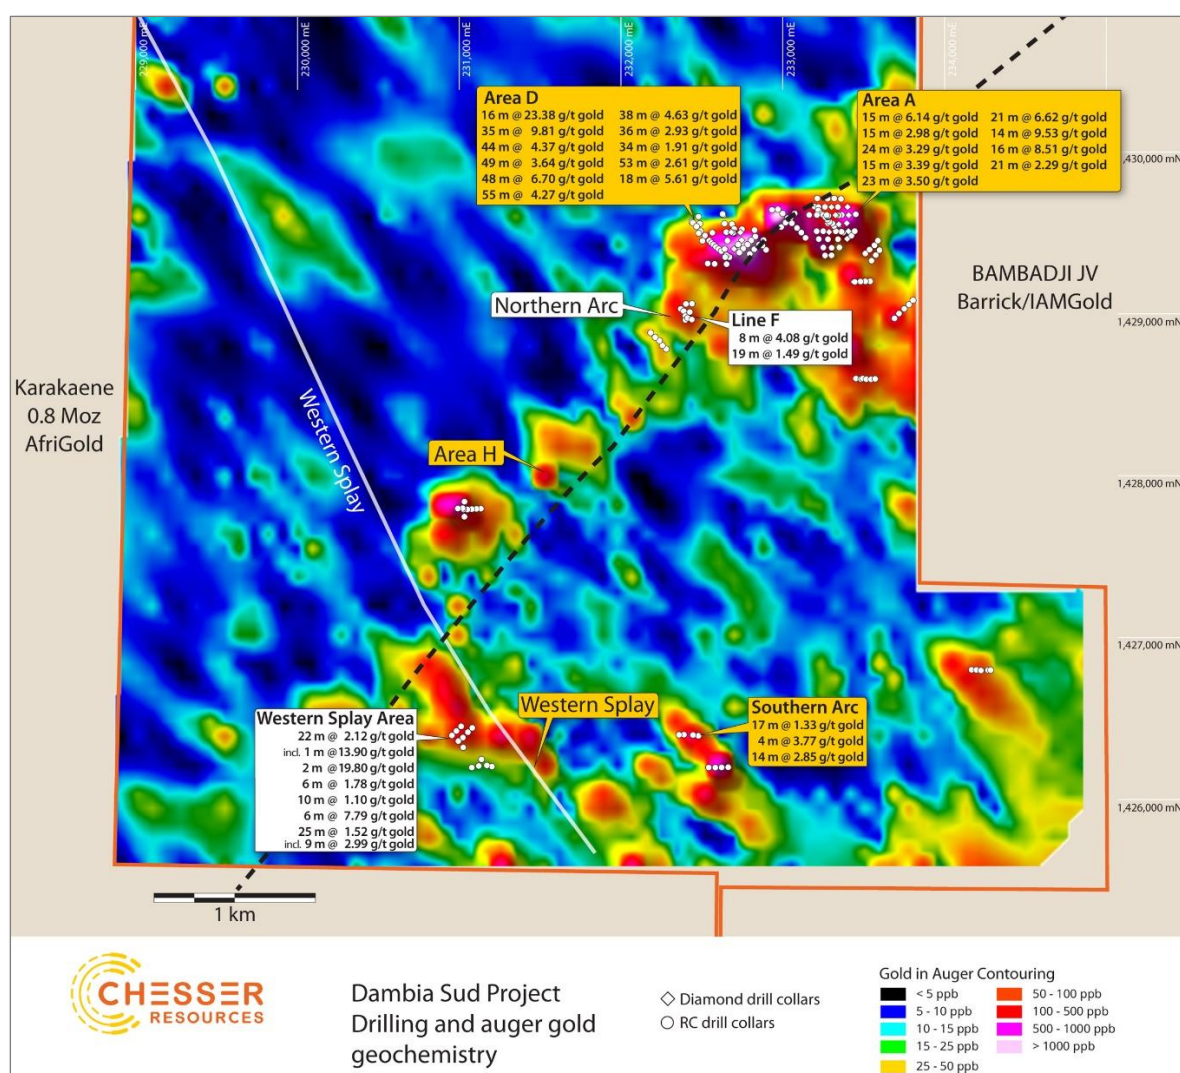 229,000 mE
230,000 mE
231,000 mE
232,000 mE
233,000 mE
234,000 mE
Area D
16 m @ 23.38 g/t gold 38 m @ 4.63 g/t gold
35 m @ 9.81 g/t gold 36 m @ 2.93 g/t gold
44 m @ 4.37 g/t gold 34 m @ 1.91 g/t gold
49 m @ 3.64 g/t gold 53 m @ 2.61 g/t gold
48 m @ 6.70 g/t gold 18 m @ 5.61 g/t gold
55 m @ 4.27 g/t gold
Area A
15 m @ 6.14 g/t gold 21 m @ 6.62 g/t gold
15 m @ 2.98 g/t gold 14 m @ 9.53 g/t gold
24 m @ 3.29 g/t gold 16 m @ 8.51 g/t gold
15 m @ 3.39 g/t gold 21 m @ 2.29 g/t gold
23 m @ 3.50 g/t gold
1,430,000 mN
BAMBADJI JV
Barrick/IAMGold
Northern Arc
Line F
8 m @ 4.08 g/t gold
19 m @ 1.49 g/t gold
1,429,000 mN
Karakaene
0.8 Moz
AfriGold
Western Splay
Area H
1,428,000 mN
1,427,000 mN
Western Splay
Western Splay Area
22 m @ 2.12 g/t gold
incl. 1 m @ 13.90 g/t gold
2 m @ 19.80 g/t gold
6 m @ 1.78 g/t gold
10 m @ 1.10 g/t gold
6 m @ 7.79 g/t gold
25 m @ 1.52 g/t gold
incl. 9 m @ 2.99 g/t gold
Southern Arc
17 m @ 1.33 g/t gold
4 m @ 3.77 g/t gold
14 m @ 2.85 g/t gold
1,426,000 mN
1 km
CHESSER
RESOURCES
Dambia Sud Project
Drilling and auger gold
geochemistry
Diamond drill collars
RC drill collars
Gold in Auger Contouring
< 5 ppb
5 - 10 ppb
10 - 15 ppb
15 - 25 ppb
25 - 50 ppb
50 - 100 ppb
100 - 500 ppb
500 - 1000 ppb
> 1000 ppb